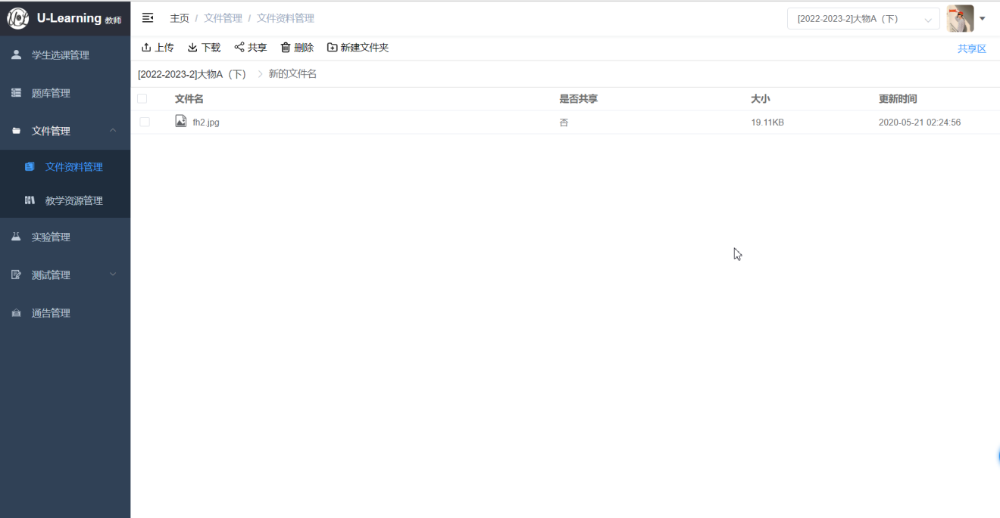 U-Learning 教师
主页 / 文件管理 / 文件资料管理
[2022-2023-2]大物A（下）
学生选课管理
题库管理
文件管理
文件资料管理
教学资源管理
实验管理
测试管理
通告管理
上传 下载 共享 删除 新建文件夹
共享区
[2022-2023-2]大物A（下） 新的文件名
文件名 是否共享 大小 更新时间
fh2.jpg 否 19.11KB 2020-05-21 02:24:56